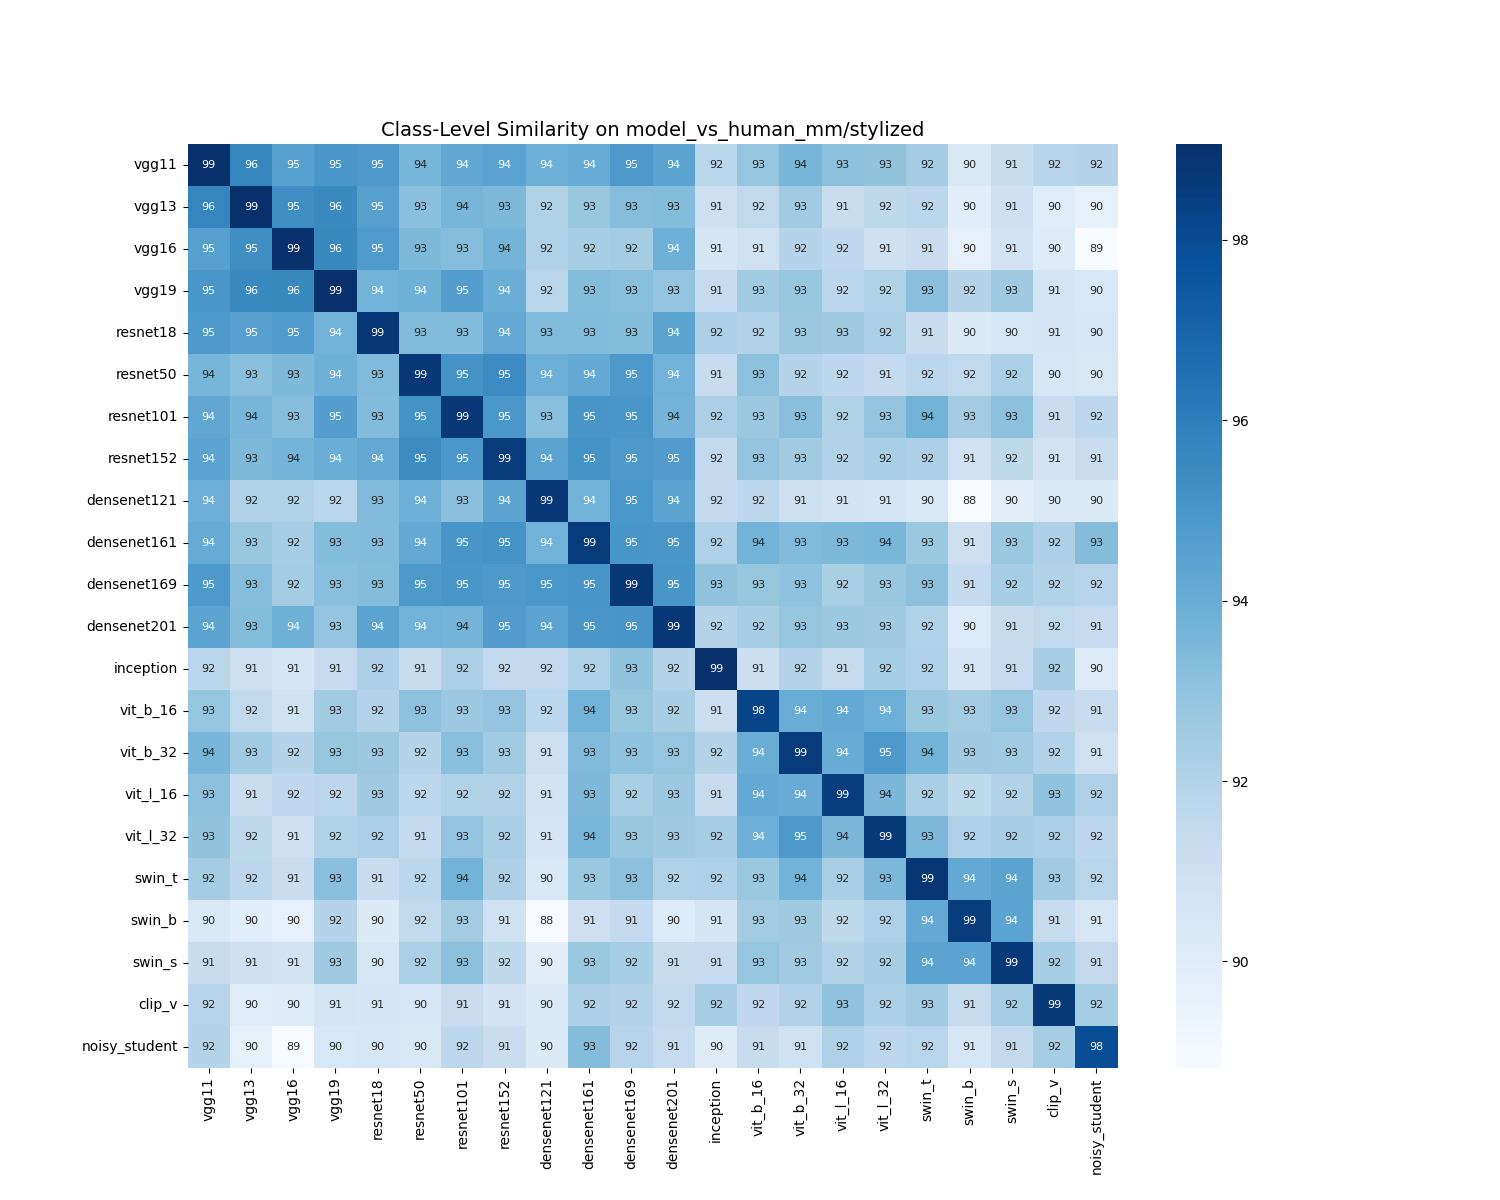 Class-Level Similarity on model_vs_human_mm/stylized
vgg11 99 96 95 95 95 94 94 94 94 94 95 94 92 93 94 93 93 92 90 91 92 92
vgg13 96 99 95 96 95 93 94 93 92 93 93 93 91 92 93 91 92 92 90 91 90 90
vgg16 95 95 99 96 95 93 93 94 92 92 92 94 91 91 92 92 91 91 90 91 90 89
vgg19 95 96 96 99 94 94 95 94 92 93 93 93 91 93 93 92 92 93 92 93 91 90
resnet18 95 95 95 94 99 93 93 94 93 93 93 94 92 92 93 93 92 91 90 90 91 90
resnet50 94 93 93 94 93 99 95 95 94 94 95 94 91 93 92 92 91 92 92 92 90 90
resnet101 94 94 93 95 93 95 99 95 93 95 95 94 92 93 93 92 93 94 93 93 91 92
resnet152 94 93 94 94 94 95 95 99 94 95 95 95 92 93 93 92 92 92 91 92 91 91
densenet121 94 92 92 92 93 94 93 94 99 94 95 94 92 92 91 91 91 90 88 90 90 90
densenet161 94 93 92 93 93 94 95 95 94 99 95 95 92 94 93 93 94 93 91 93 92 93
densenet169 95 93 92 93 93 95 95 95 95 95 99 95 93 93 93 92 93 93 91 92 92 92
densenet201 94 93 94 93 94 94 94 95 94 95 95 99 92 92 93 93 93 92 90 91 92 91
inception 92 91 91 91 92 91 92 92 92 92 93 92 99 91 92 91 92 92 91 91 92 90
vit_b_16 93 92 91 93 92 93 93 93 92 94 93 92 91 98 94 94 94 93 93 93 92 91
vit_b_32 94 93 92 93 93 92 93 93 91 93 93 93 92 94 99 94 95 94 93 93 92 91
vit_l_16 93 91 92 92 93 92 92 92 91 93 92 93 91 94 94 99 94 92 92 92 93 92
vit_l_32 93 92 91 92 92 91 93 92 91 94 93 93 92 94 95 94 99 93 92 92 92 92
swin_t 92 92 91 93 91 92 94 92 90 93 93 92 92 93 94 92 93 99 94 94 93 92
swin_b 90 90 90 92 90 92 93 91 88 91 91 90 91 93 93 92 92 94 99 94 91 91
swin_s 91 91 91 93 90 92 93 92 90 93 92 91 91 93 93 92 92 94 94 99 92 91
clip_v 92 90 90 91 91 90 91 91 90 92 92 92 92 92 92 93 92 93 91 92 99 92
noisy_student 92 90 89 90 90 90 92 91 90 93 92 91 90 91 91 92 92 92 91 91 92 98
vgg11 vgg13 vgg16 vgg19 resnet18 resnet50 resnet101 resnet152 densenet121 densenet161 densenet169 densenet201 inception vit_b_16 vit_b_32 vit_l_16 vit_l_32 swin_t swin_b swin_s clip_v noisy_student
98
96
94
92
90